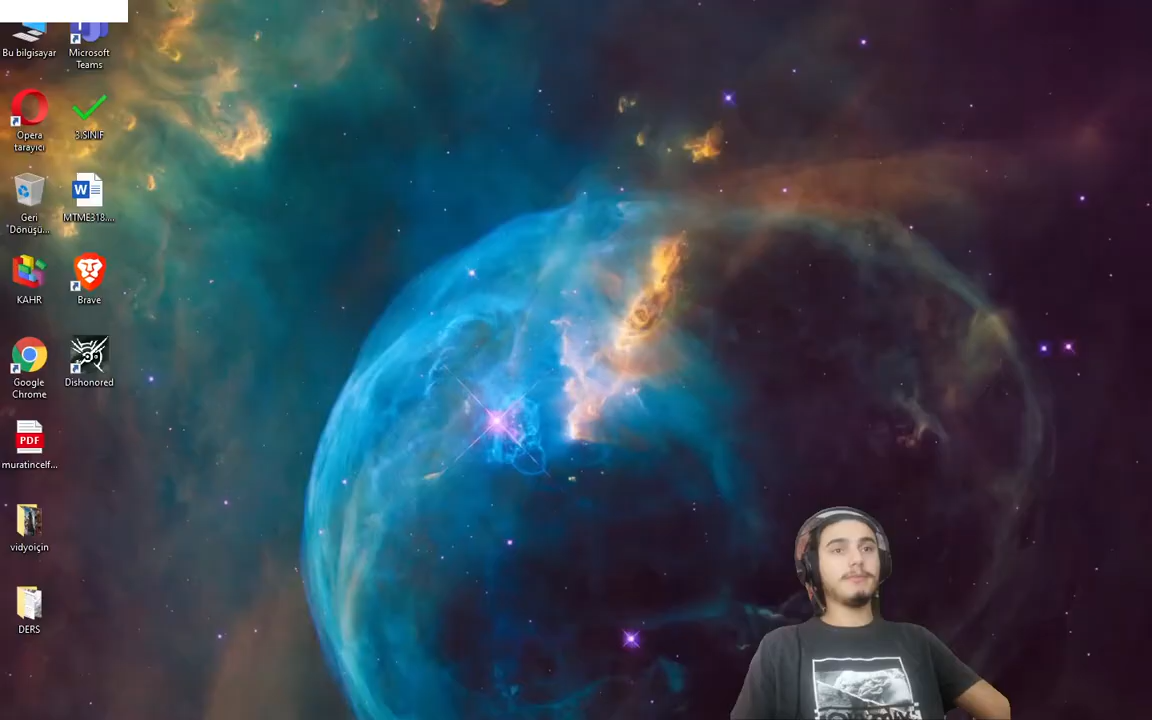 Bu bilgisayar
Microsoft
Teams
Opera
tarayıcı
3.SINIF
Geri
Dönüşü...
MTME318....
KAHR
Brave
Google
Chrome
Dishonored
PDF
muratincelf...
vidyoiçin
DERS